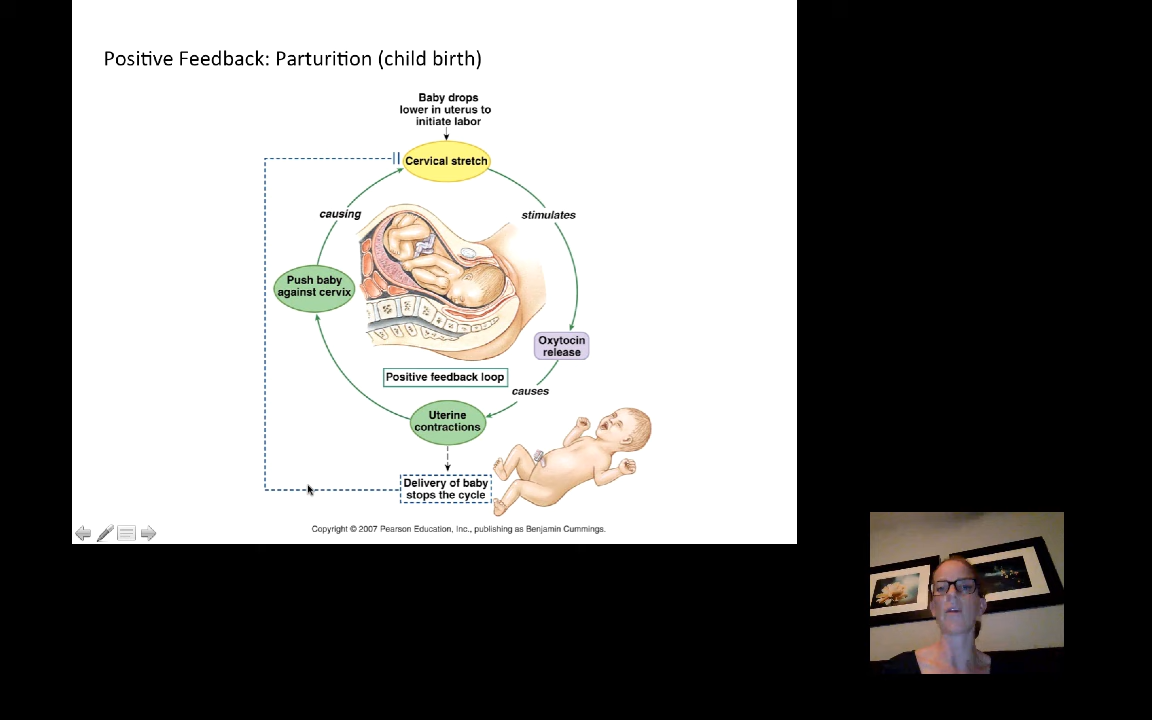 Positive Feedback: Parturition (child birth)
Baby drops
lower in uterus to
initiate labor
Cervical stretch
causing
stimulates
Push baby
against cervix
Oxytocin
release
Positive feedback loop
causes
Uterine
contractions
Delivery of baby
stops the cycle
Copyright © 2007 Pearson Education, Inc., publishing as Benjamin Cummings.